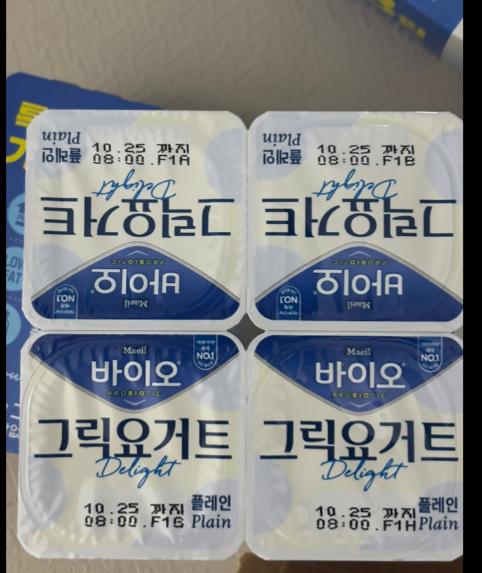 플레인
Plain
10.25 까지
08:00.F1A
Delight
그릭요거트
PROBIOTIC
바이오
Maeil
NO.1
플레인
Plain
10.25 까지
08:00.F1B
Delight
그릭요거트
PROBIOTIC
바이오
Maeil
NO.1
Maeil
NO.1
바이오
PROBIOTIC
그릭요거트
Delight
10.25 까지
08:00.F1G
플레인
Plain
Maeil
NO.1
바이오
PROBIOTIC
그릭요거트
Delight
10.25 까지
08:00.F1H
플레인
Plain